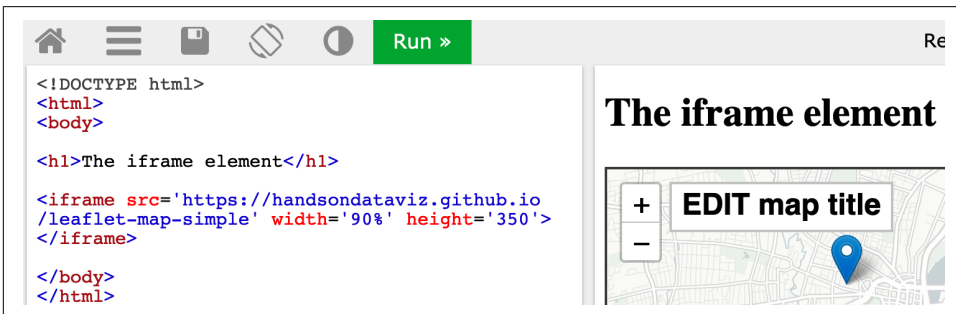 Run »
Re
<!DOCTYPE html>
<html>
<body>
<h1>The iframe element</h1>
<iframe src='https://handsondataviz.github.io
/leaflet-map-simple' width='90%' height='350'>
</iframe>
</body>
</html>
The iframe element
+
EDIT map title
−